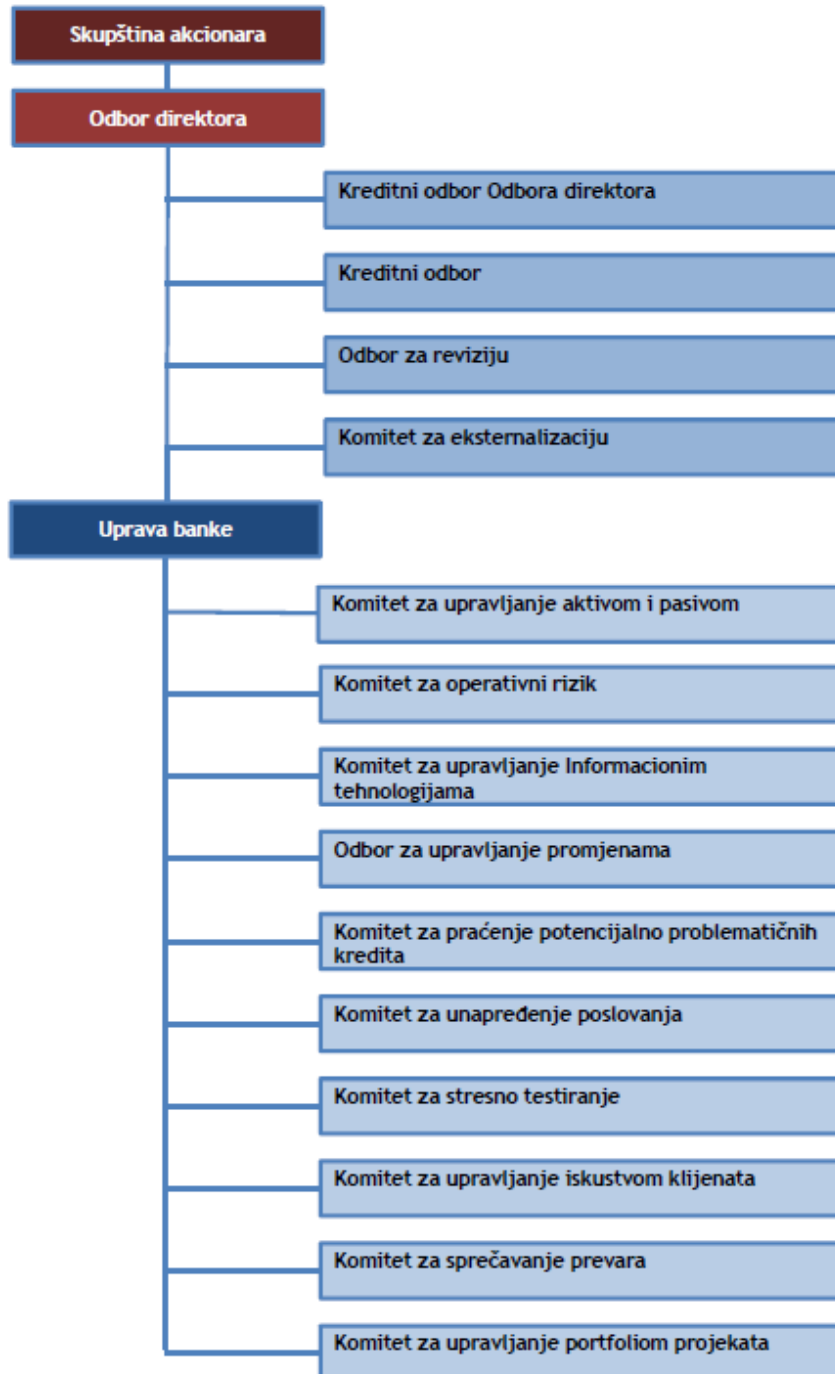 Skupština akcionara
Odbor direktora
Kreditni odbor Odbora direktora
Kreditni odbor
Odbor za reviziju
Komitet za eksternalizaciju
Uprava banke
Komitet za upravljanje aktivom i pasivom
Komitet za operativni rizik
Komitet za upravljanje Informacionim
tehnologijama
Odbor za upravljanje promjenama
Komitet za praćenje potencijalno problematičnih
kredita
Komitet za unapređenje poslovanja
Komitet za stresno testiranje
Komitet za upravljanje iskustvom klijenata
Komitet za sprečavanje prevara
Komitet za upravljanje portfoliom projekata